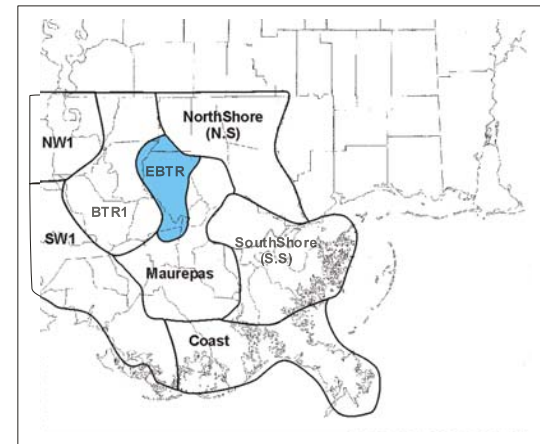 NorthShore
(N.S)
NW1
EBTR
BTR1
SW1
SouthShore
(S.S)
Maurepas
Coast